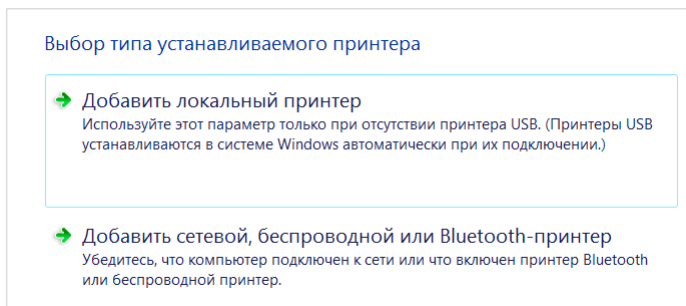 Выбор типа устанавливаемого принтера
Добавить локальный принтер
Используйте этот параметр только при отсутствии принтера USB. (Принтеры USB
устанавливаются в системе Windows автоматически при их подключении.)
Добавить сетевой, беспроводной или Bluetooth-принтер
Убедитесь, что компьютер подключен к сети или что включен принтер Bluetooth
или беспроводной принтер.